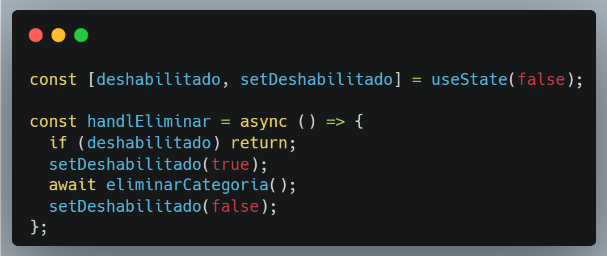 const [deshabilitado, setDeshabilitado] = useState(false);
const handlEliminar = async () => {
if (deshabilitado) return;
setDeshabilitado(true);
await eliminarCategoria();
setDeshabilitado(false);
};